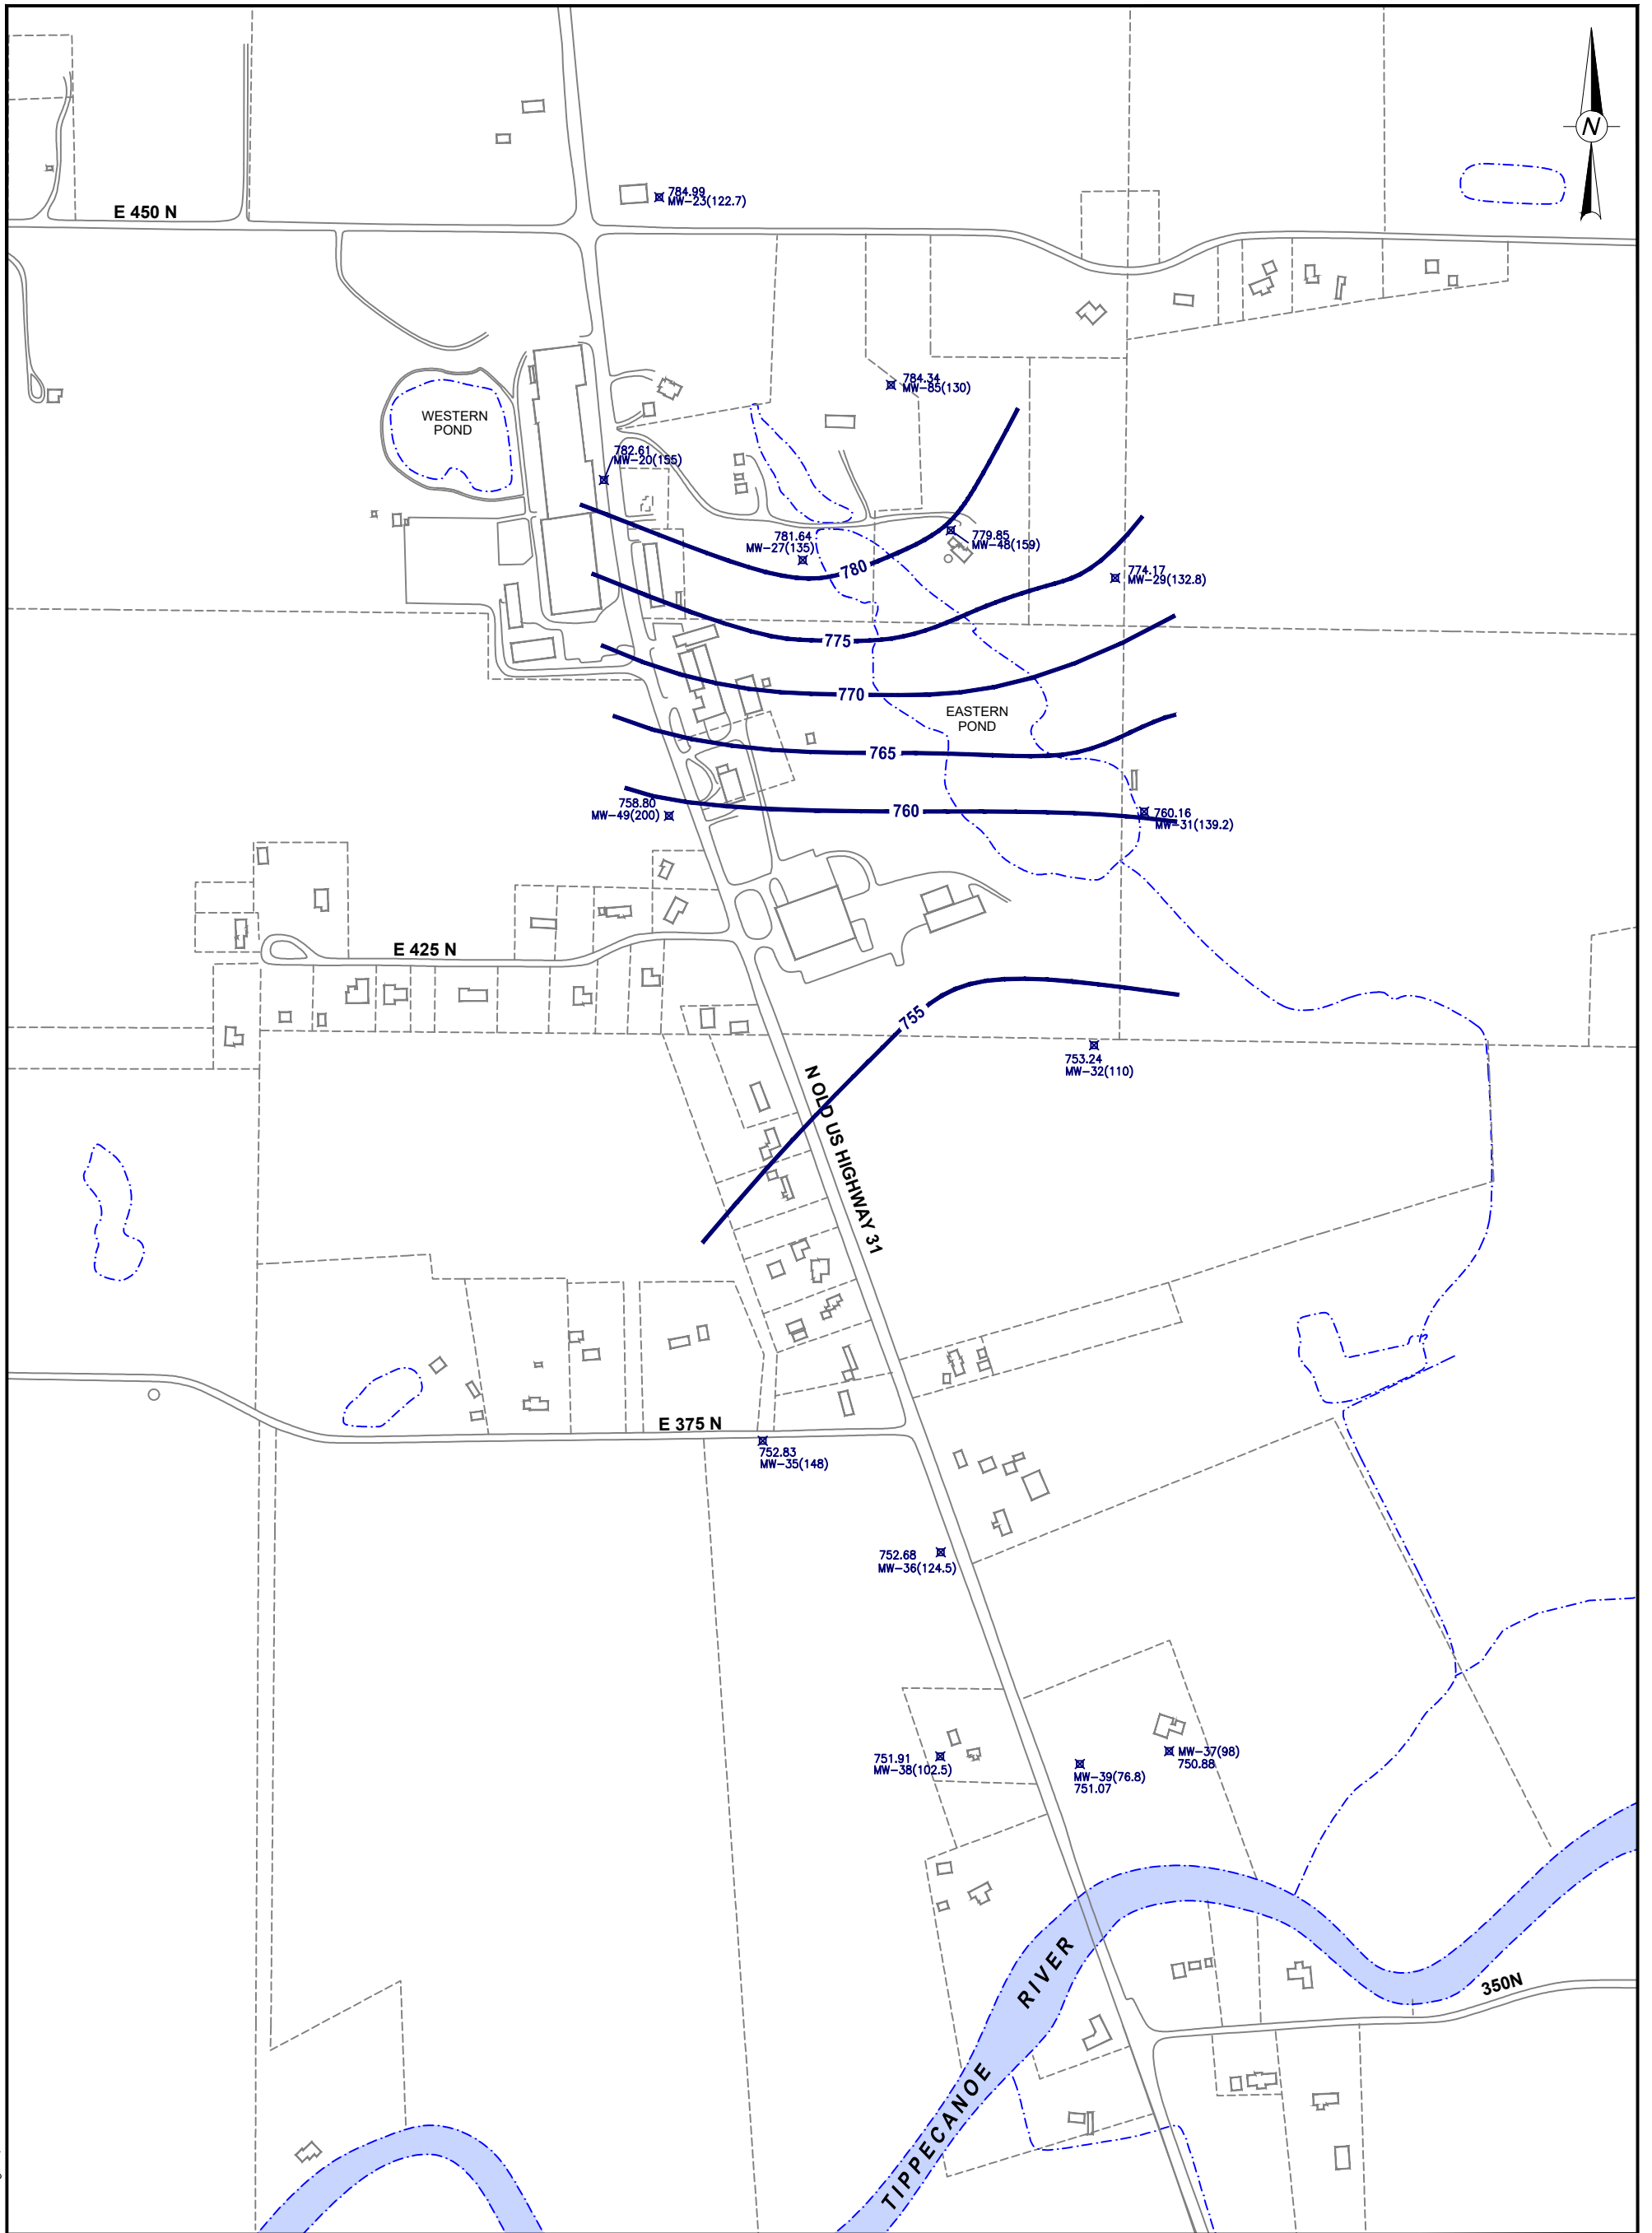 N
784.99
MW-23(122.7)
E 450 N
784.34
MW-85(130)
WESTERN
POND
782.61
MW-20(155)
781.64
MW-27(135)
779.85
MW-48(159)
780
774.17
MW-29(132.8)
775
770
EASTERN
POND
765
758.80
MW-49(200)
760
760.16
MW-31(139.2)
E 425 N
755
753.24
MW-32(110)
N OLD US HIGHWAY 31
E 375 N
752.83
MW-35(148)
752.68
MW-36(124.5)
751.91
MW-38(102.5)
MW-39(76.8)
751.07
MW-37(98)
750.88
TIPPECANOE RIVER
350N